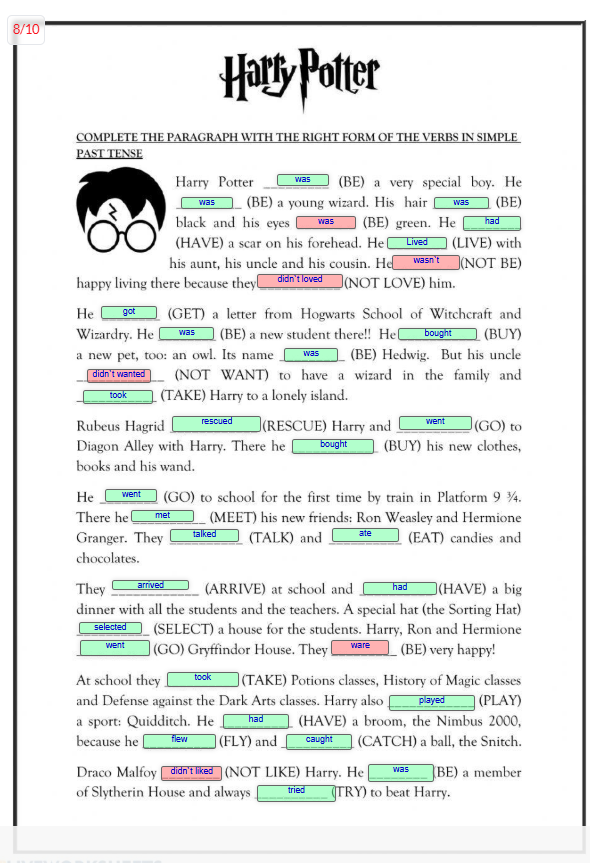 8/10
Harry Potter
COMPLETE THE PARAGRAPH WITH THE RIGHT FORM OF THE VERBS IN SIMPLE
PAST TENSE
Harry Potter was (BE) a very special boy. He
was (BE) a young wizard. His hair was (BE)
black and his eyes was (BE) green. He had
(HAVE) a scar on his forehead. He Lived (LIVE) with
his aunt, his uncle and his cousin. He wasn`t (NOT BE)
happy living there because they didn`t loved (NOT LOVE) him.
He got (GET) a letter from Hogwarts School of Witchcraft and
Wizardry. He was (BE) a new student there!! He bought (BUY)
a new pet, too: an owl. Its name was (BE) Hedwig. But his uncle
didn`t wanted (NOT WANT) to have a wizard in the family and
took (TAKE) Harry to a lonely island.
Rubeus Hagrid rescued (RESCUE) Harry and went (GO) to
Diagon Alley with Harry. There he bought (BUY) his new clothes,
books and his wand.
He went (GO) to school for the first time by train in Platform 9 ¾.
There he met (MEET) his new friends: Ron Weasley and Hermione
Granger. They talked (TALK) and ate (EAT) candies and
chocolates.
They arrived (ARRIVE) at school and had (HAVE) a big
dinner with all the students and the teachers. A special hat (the Sorting Hat)
selected (SELECT) a house for the students. Harry, Ron and Hermione
went (GO) Gryffindor House. They ware (BE) very happy!
At school they took (TAKE) Potions classes, History of Magic classes
and Defense against the Dark Arts classes. Harry also played (PLAY)
a sport: Quidditch. He had (HAVE) a broom, the Nimbus 2000,
because he flew (FLY) and caught (CATCH) a ball, the Snitch.
Draco Malfoy didn`t liked (NOT LIKE) Harry. He was (BE) a member
of Slytherin House and always tried (TRY) to beat Harry.